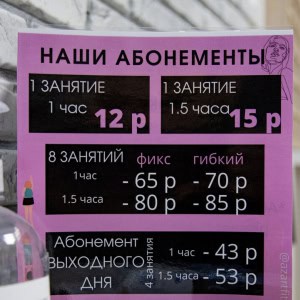 НАШИ АБОНЕМЕНТЫ
1 ЗАНЯТИЕ
1 час
12 р
1 ЗАНЯТИЕ
1.5 часа
15 р
8 ЗАНЯТИЙ фикс гибкий
1час - 65 р - 70 р
1.5 часа - 80 р - 85 р
Абонемент
ВЫХОДНОГО
ДНЯ
4 занятия
1 час - 43 р
1.5 часа - 53 р